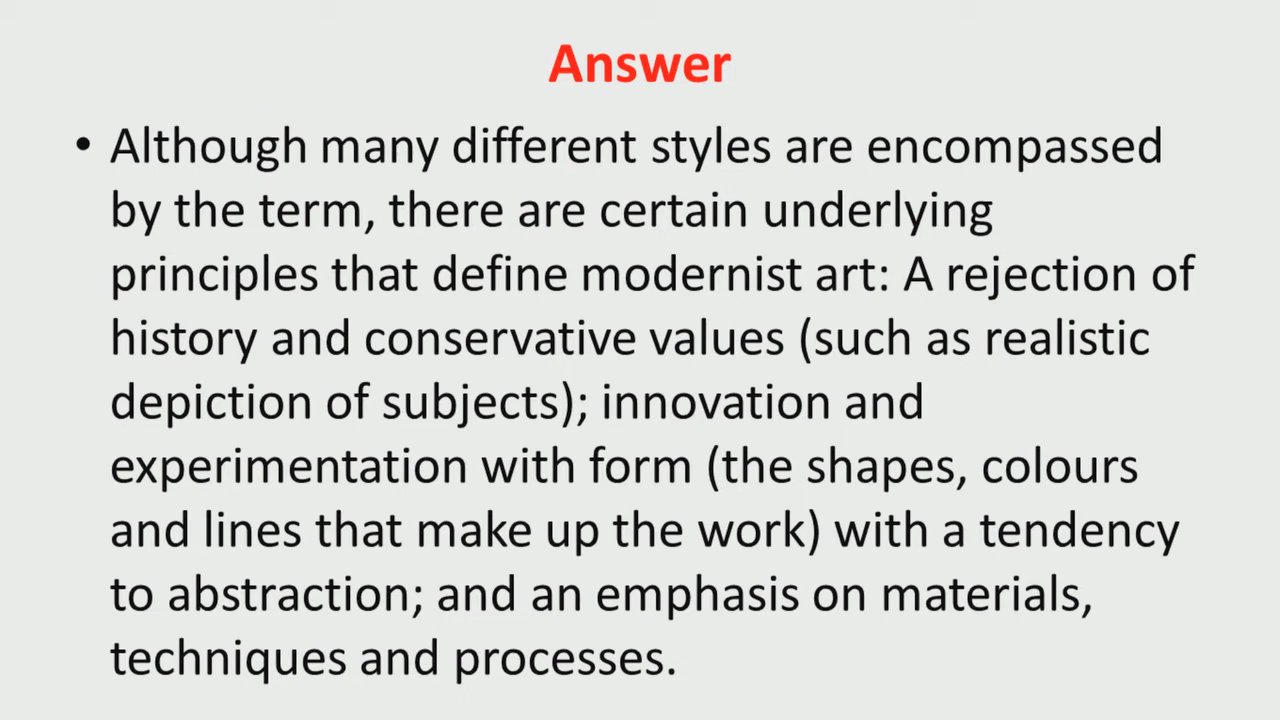 Answer
• Although many different styles are encompassed
by the term, there are certain underlying
principles that define modernist art: A rejection of
history and conservative values (such as realistic
depiction of subjects); innovation and
experimentation with form (the shapes, colours
and lines that make up the work) with a tendency
to abstraction; and an emphasis on materials,
techniques and processes.